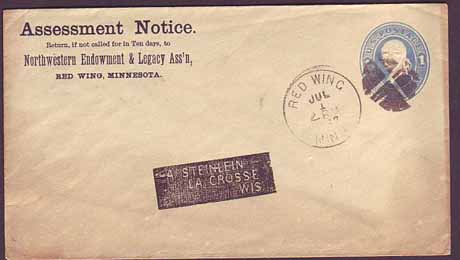 Assessment Notice.
Return, if not called for in Ten days, to
Northwestern Endowment & Legacy Ass'n,
RED WING, MINNESOTA.
U.S. POSTAGE
1
RED WING
JUL
1
MINN
A STEINLEIN
LA CROSSE
WIS